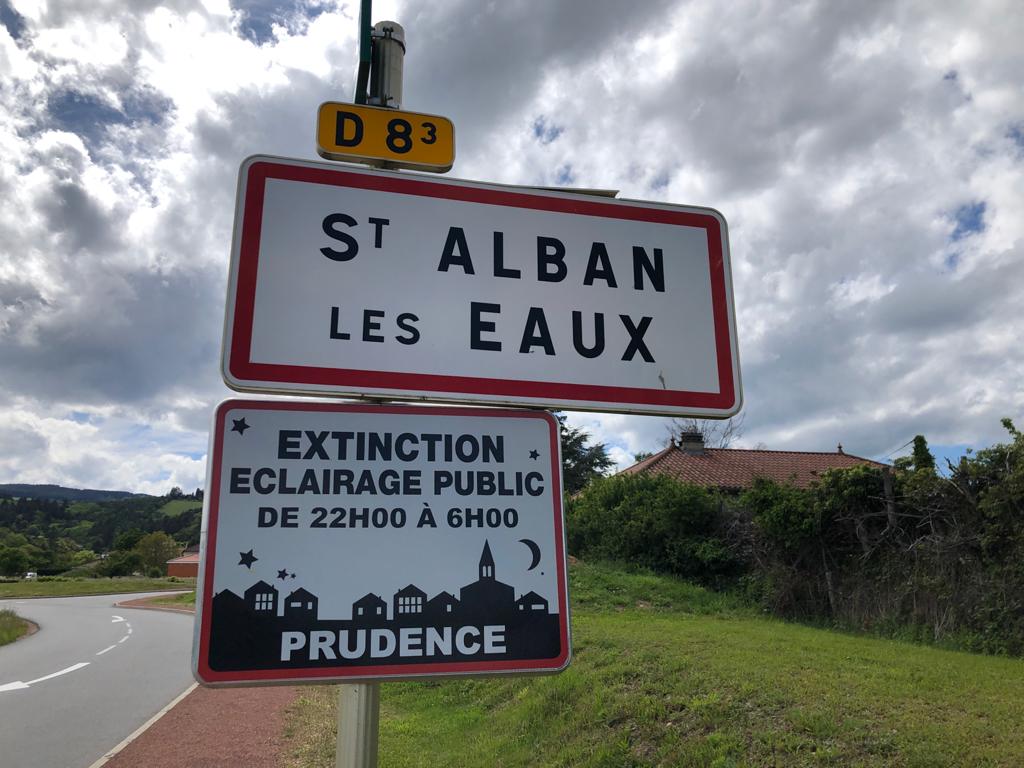 D 8³
Sᵀ ALBAN
LES EAUX
EXTINCTION
ECLAIRAGE PUBLIC
DE 22H00 À 6H00
PRUDENCE